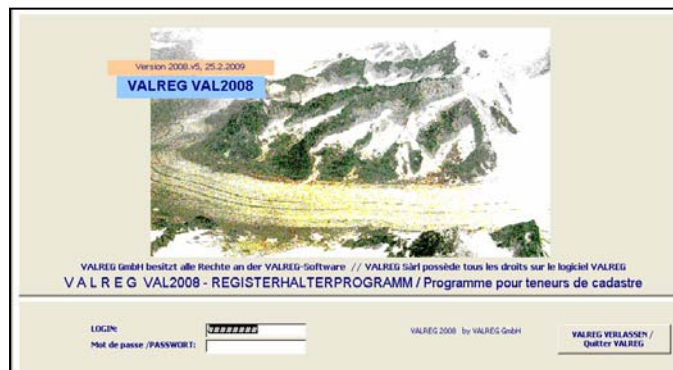 Version 2008.v5, 25.2.2009
VALREG VAL2008
VALREG GmbH besitzt alle Rechte an der VALREG-Software // VALREG Sàrl possède tous les droits sur le logiciel VALREG
V A L R E G VAL2008 - REGISTERHALTERPROGRAMM / Programme pour teneurs de cadastre
LOGIN:
Mot de passe /PASSWORT:
VALREG 2008 by VALREG GmbH
VALREG VERLASSEN /
Quitter VALREG